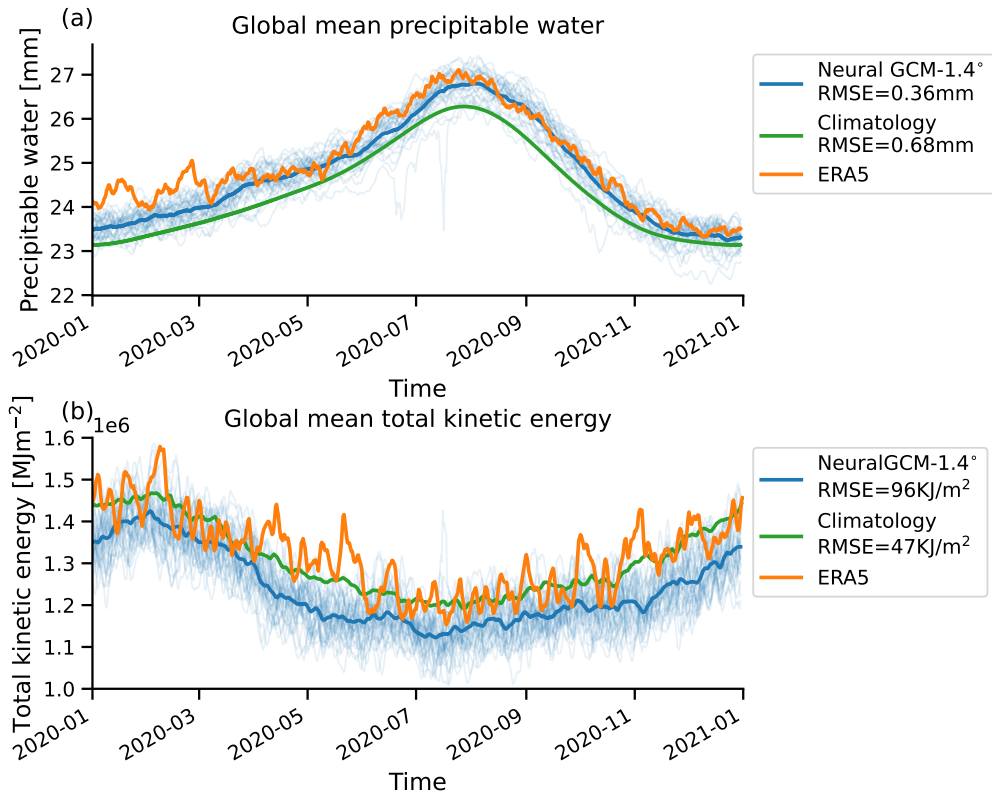 (a)
Global mean precipitable water
Precipitable water [mm]
27
26
25
24
23
22
2020-01
2020-03
2020-05
2020-07
2020-09
2020-11
2021-01
Time
Neural GCM-1.4°
RMSE=0.36mm
Climatology
RMSE=0.68mm
ERA5
(b)
1e6
Global mean total kinetic energy
Total kinetic energy [MJm⁻²]
1.6
1.5
1.4
1.3
1.2
1.1
1.0
2020-01
2020-03
2020-05
2020-07
2020-09
2020-11
2021-01
Time
NeuralGCM-1.4°
RMSE=96KJ/m²
Climatology
RMSE=47KJ/m²
ERA5